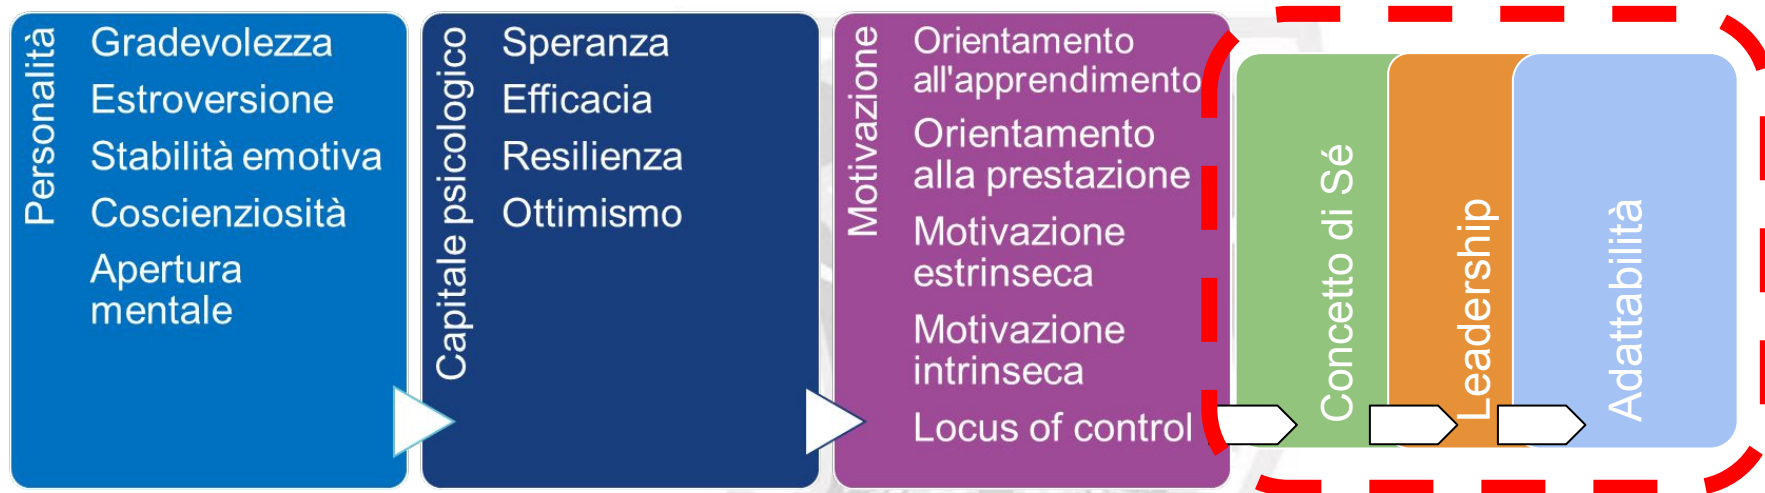 Personalità
Gradevolezza
Estroversione
Stabilità emotiva
Coscienziosità
Apertura
mentale
Capitale psicologico
Speranza
Efficacia
Resilienza
Ottimismo
Motivazione
Orientamento
all'apprendimento
Orientamento
alla prestazione
Motivazione
estrinseca
Motivazione
intrinseca
Locus of control
Concetto di Sé
Leadership
Adattabilità